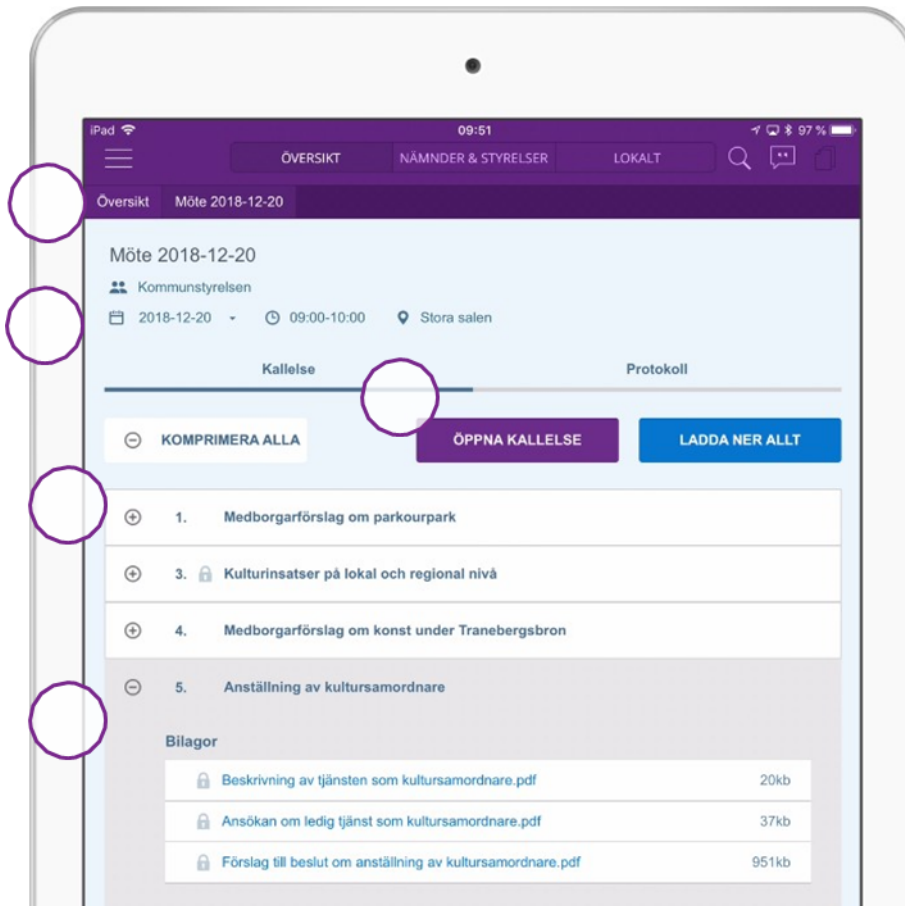 iPad 09:51 97 %
ÖVERSIKT NÄMNDER & STYRELSER LOKALT
Översikt Möte 2018-12-20
Möte 2018-12-20
Kommunstyrelsen
2018-12-20 09:00-10:00 Stora salen
Kallelse Protokoll
KOMPRIMERA ALLA ÖPPNA KALLELSE LADDA NER ALLT
1. Medborgarförslag om parkourpark
3. Kulturinsatser på lokal och regional nivå
4. Medborgarförslag om konst under Tranebergsbron
5. Anställning av kultursamordnare
Bilagor
Beskrivning av tjänsten som kultursamordnare.pdf 20kb
Ansökan om ledig tjänst som kultursamordnare.pdf 37kb
Förslag till beslut om anställning av kultursamordnare.pdf 951kb